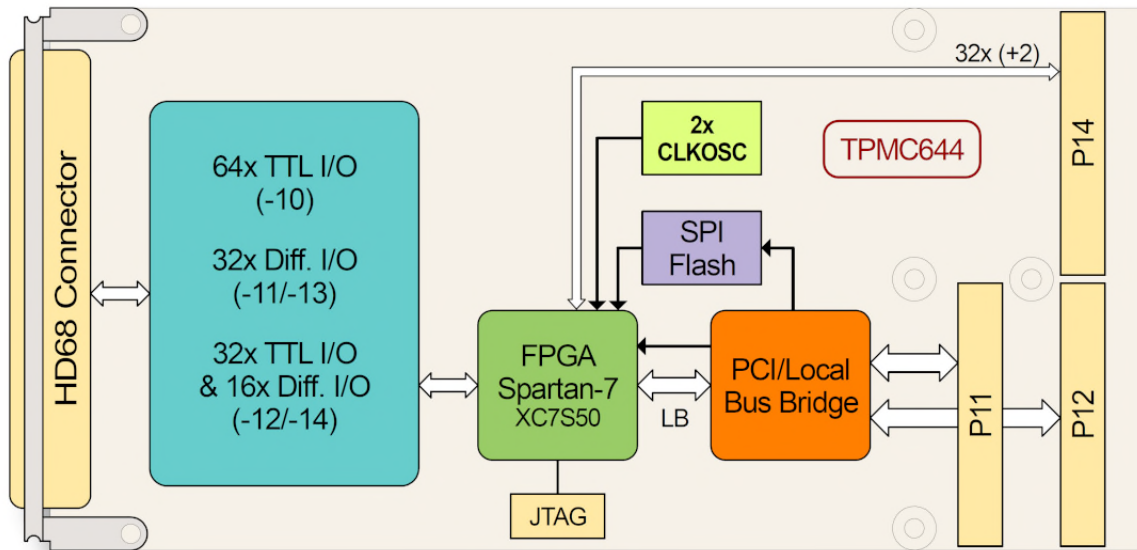 HD68 Connector
64x TTL I/O
(-10)
32x Diff. I/O
(-11/-13)
32x TTL I/O
& 16x Diff. I/O
(-12/-14)
32x (+2)
2x
CLKOSC
TPMC644
P14
SPI
Flash
FPGA
Spartan-7
XC7S50
LB
PCI/Local
Bus Bridge
P11
P12
JTAG